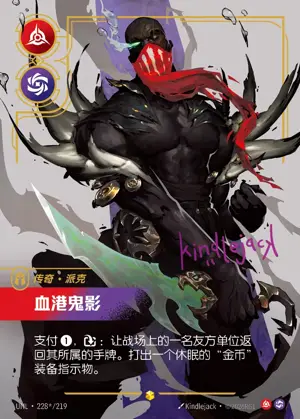 kindlejack
传奇·派克
血港鬼影
支付1,：让战场上的一名友方单位返
回其所属的手牌。打出一个休眠的“金币”
装备指示物。
UNL · 228*/219
Kindlejack